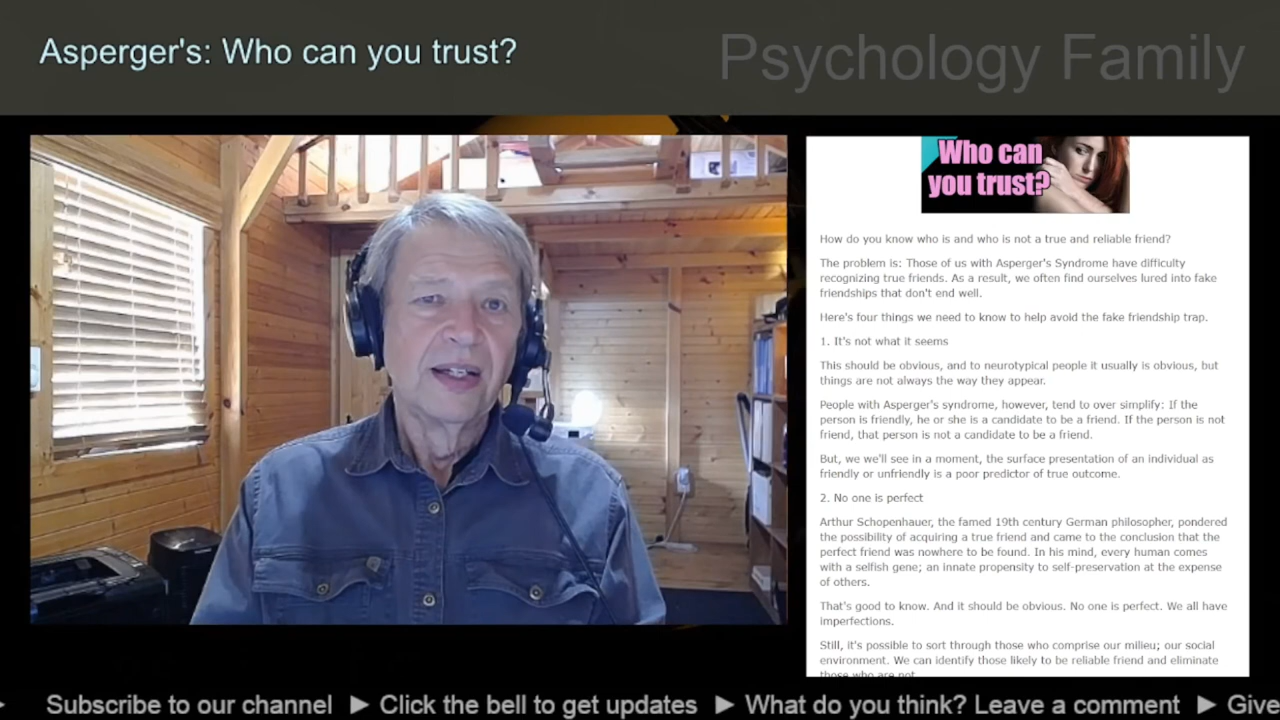 Asperger's: Who can you trust?
Psychology Family
Who can
you trust?
How do you know who is and who is not a true and reliable friend?
The problem is: Those of us with Asperger's Syndrome have difficulty
recognizing true friends. As a result, we often find ourselves lured into fake
friendships that don't end well.
Here's four things we need to know to help avoid the fake friendship trap.
1. It's not what it seems
This should be obvious, and to neurotypical people it usually is obvious, but
things are not always the way they appear.
People with Asperger's syndrome, however, tend to over simplify: If the
person is friendly, he or she is a candidate to be a friend. If the person is not
friend, that person is not a candidate to be a friend.
But, we we'll see in a moment, the surface presentation of an individual as
friendly or unfriendly is a poor predictor of true outcome.
2. No one is perfect
Arthur Schopenhauer, the famed 19th century German philosopher, pondered
the possibility of acquiring a true friend and came to the conclusion that the
perfect friend was nowhere to be found. In his mind, every human comes
with a selfish gene; an innate propensity to self-preservation at the expense
of others.
That's good to know. And it should be obvious. No one is perfect. We all have
imperfections.
Still, it's possible to sort through those who comprise our milieu; our social
environment. We can identify those likely to be reliable friend and eliminate
those who are not
Subscribe to our channel ► Click the bell to get updates ► What do you think? Leave a comment ► Give